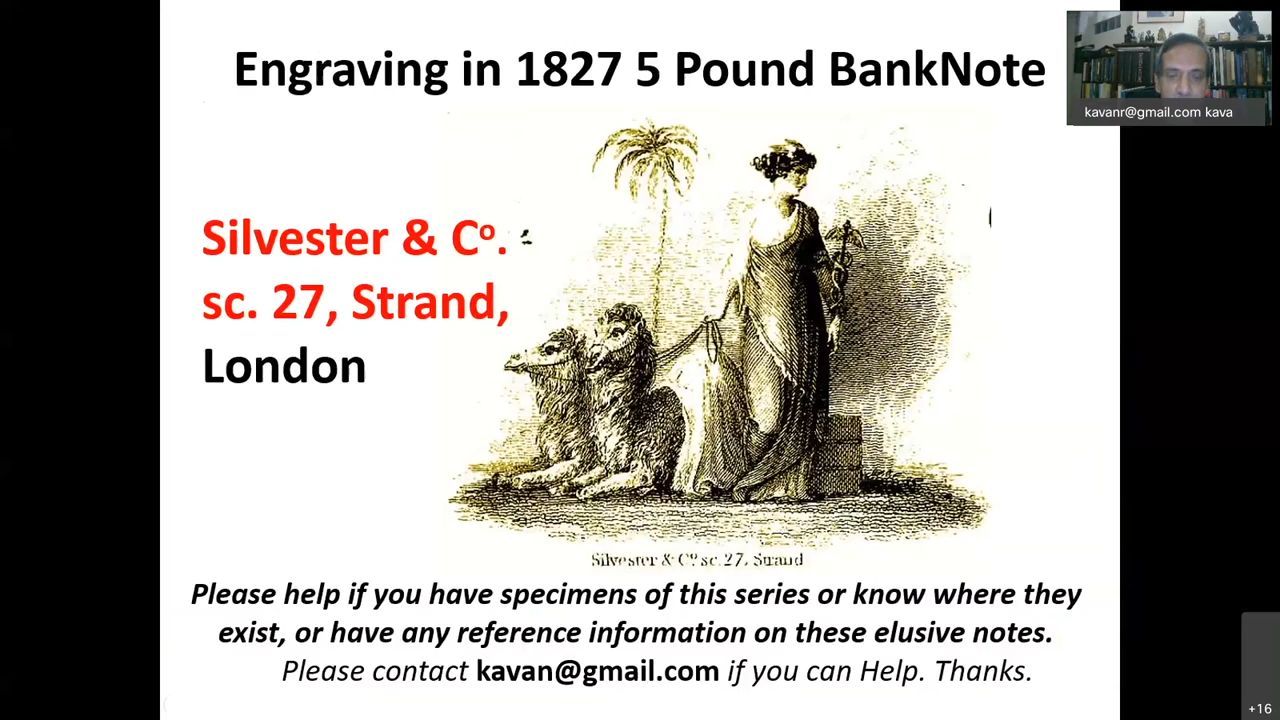 Engraving in 1827 5 Pound BankNote
kavanr@gmail.com kava
Silvester & Cº.
sc. 27, Strand,
London
Silvester & Cº sc. 27, Strand
Please help if you have specimens of this series or know where they
exist, or have any reference information on these elusive notes.
Please contact kavan@gmail.com if you can Help. Thanks.
+16